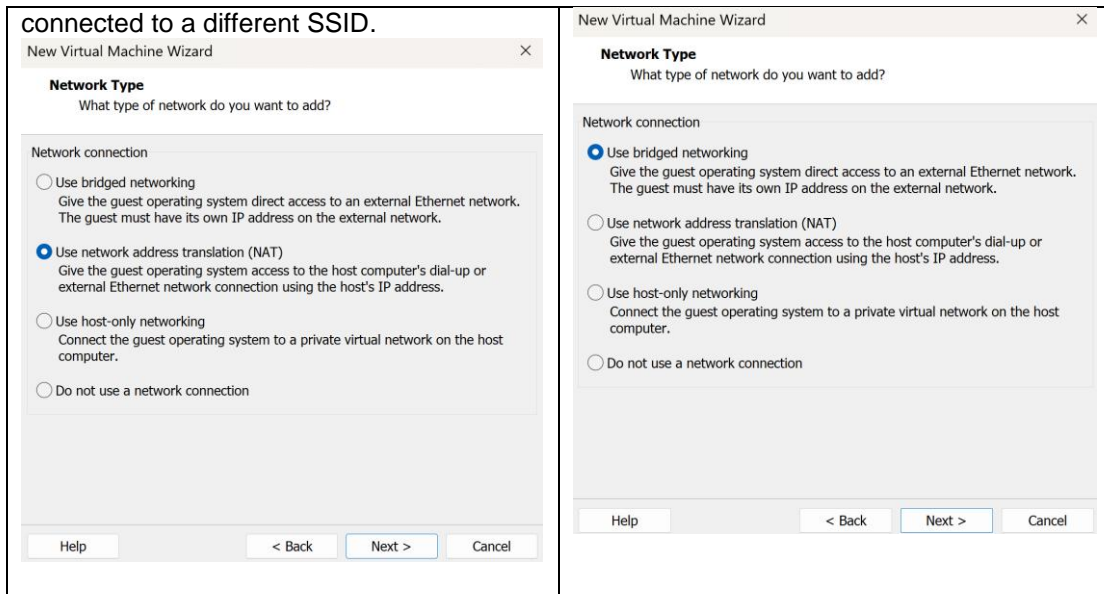 connected to a different SSID.
New Virtual Machine Wizard
Network Type
What type of network do you want to add?
Network connection
Use bridged networking
Give the guest operating system direct access to an external Ethernet network.
The guest must have its own IP address on the external network.
Use network address translation (NAT)
Give the guest operating system access to the host computer's dial-up or
external Ethernet network connection using the host's IP address.
Use host-only networking
Connect the guest operating system to a private virtual network on the host
computer.
Do not use a network connection
Help
< Back
Next >
Cancel
New Virtual Machine Wizard
Network Type
What type of network do you want to add?
Network connection
Use bridged networking
Give the guest operating system direct access to an external Ethernet network.
The guest must have its own IP address on the external network.
Use network address translation (NAT)
Give the guest operating system access to the host computer's dial-up or
external Ethernet network connection using the host's IP address.
Use host-only networking
Connect the guest operating system to a private virtual network on the host
computer.
Do not use a network connection
Help
< Back
Next >
Cancel